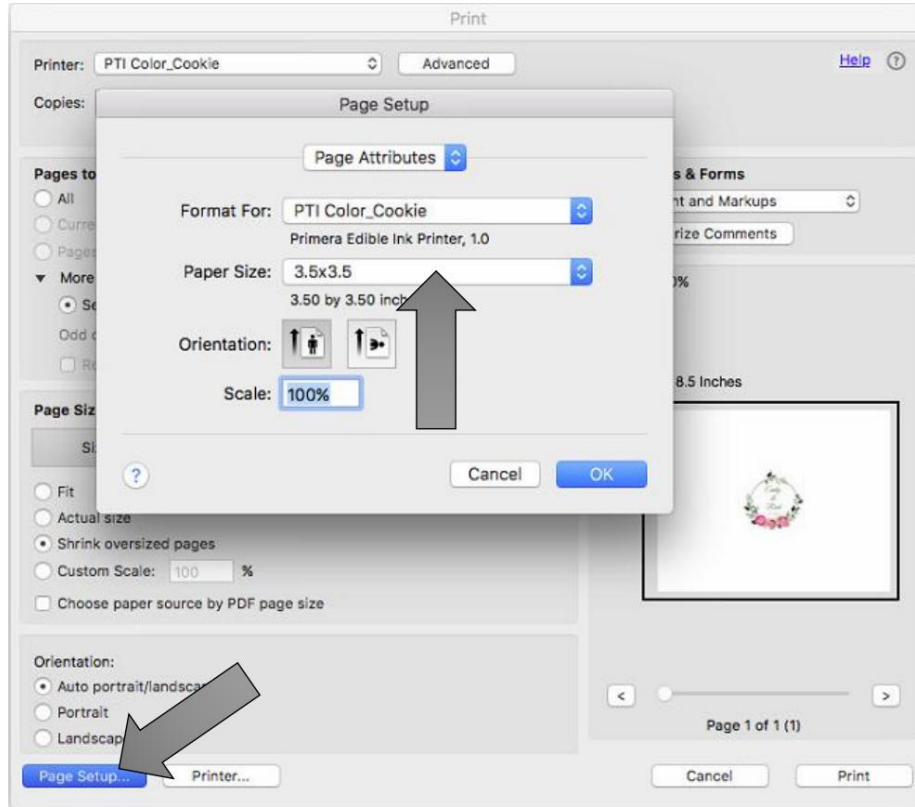 Print
Printer: PTI Color_Cookie Advanced Help ?
Copies:
Page Setup
Page Attributes
Format For: PTI Color_Cookie
Primera Edible Ink Printer, 1.0
Paper Size: 3.5x3.5
3.50 by 3.50
Orientation:
Scale: 100%
? Cancel OK
Pages to
All
Pages
More
Odd
s & Forms
nt and Markups
rize Comments
0%
8.5 Inches
Page Siz
Si
Fit
Actual size
Shrink oversized pages
Custom Scale: 100 %
Choose paper source by PDF page size
Orientation:
Auto portrait/landsca
Portrait
Landscap
< >
Page 1 of 1 (1)
Page Setup... Printer... Cancel Print